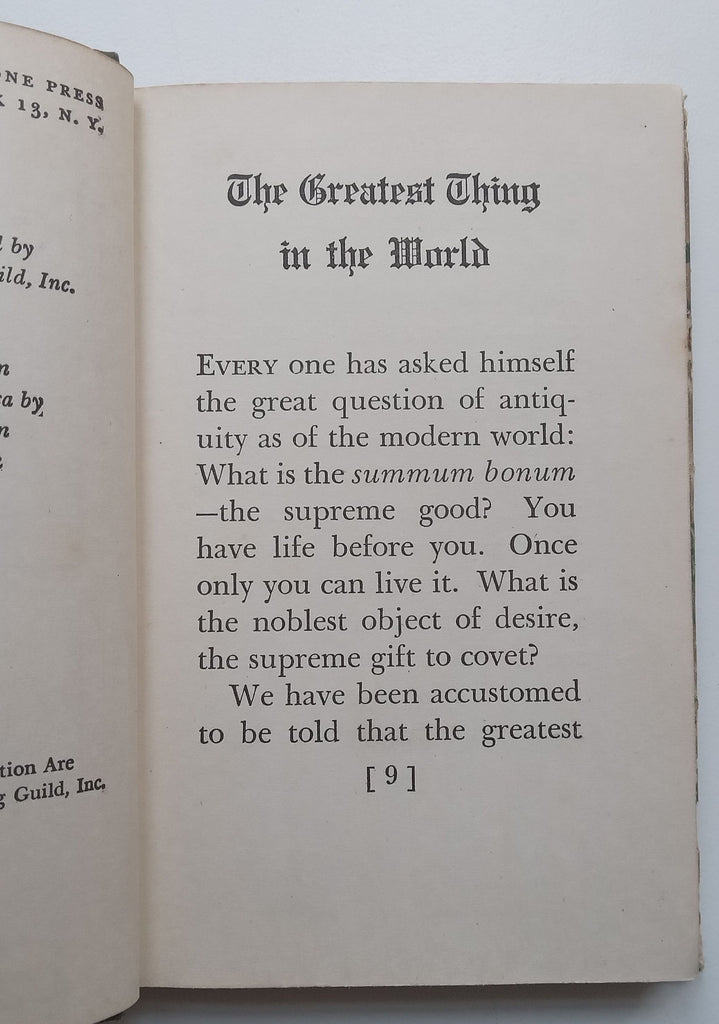 NE PRESS
13, N. Y.
by
ild, Inc.
n
a by
n
tion Are
g Guild, Inc.
The Greatest Thing
in the World
EVERY one has asked himself
the great question of antiq-
uity as of the modern world:
What is the summum bonum
—the supreme good? You
have life before you. Once
only you can live it. What is
the noblest object of desire,
the supreme gift to covet?
We have been accustomed
to be told that the greatest
[ 9 ]